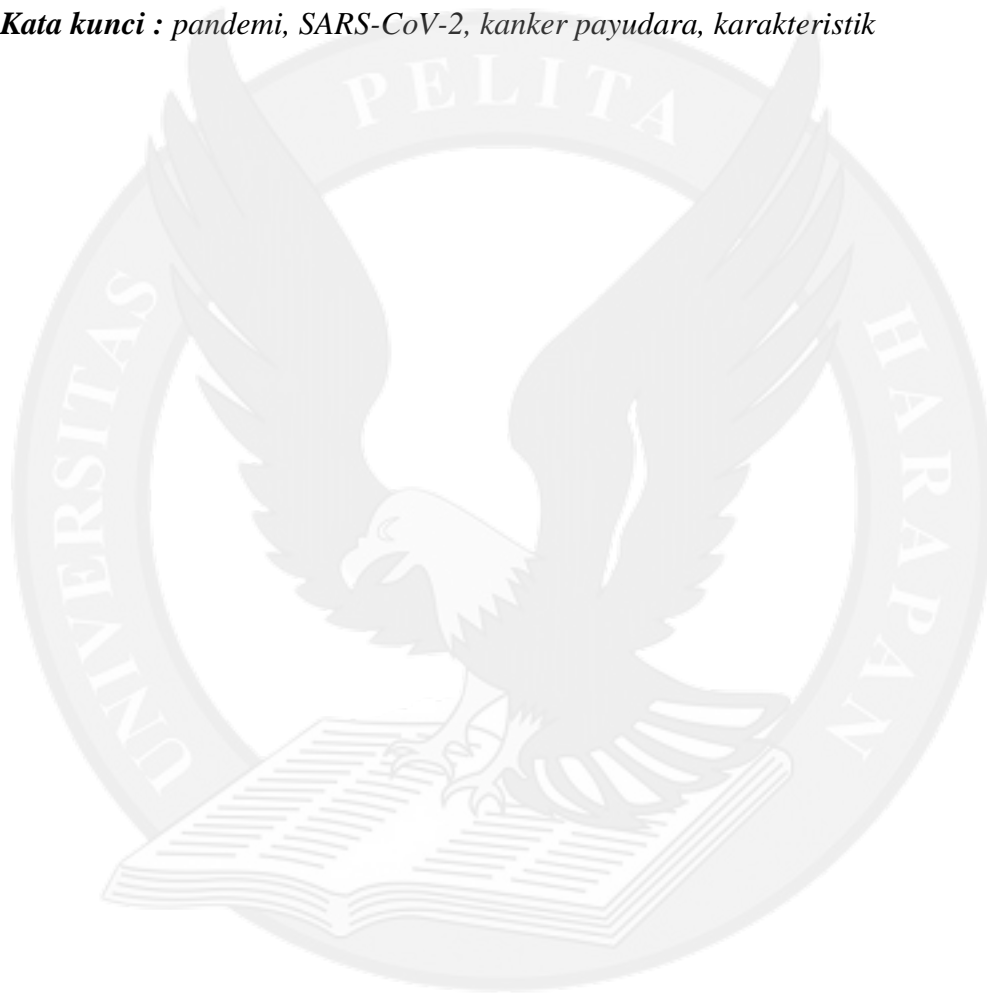 Kata kunci : pandemi, SARS-CoV-2, kanker payudara, karakteristik
UNIVERSITAS PELITA HARAPAN